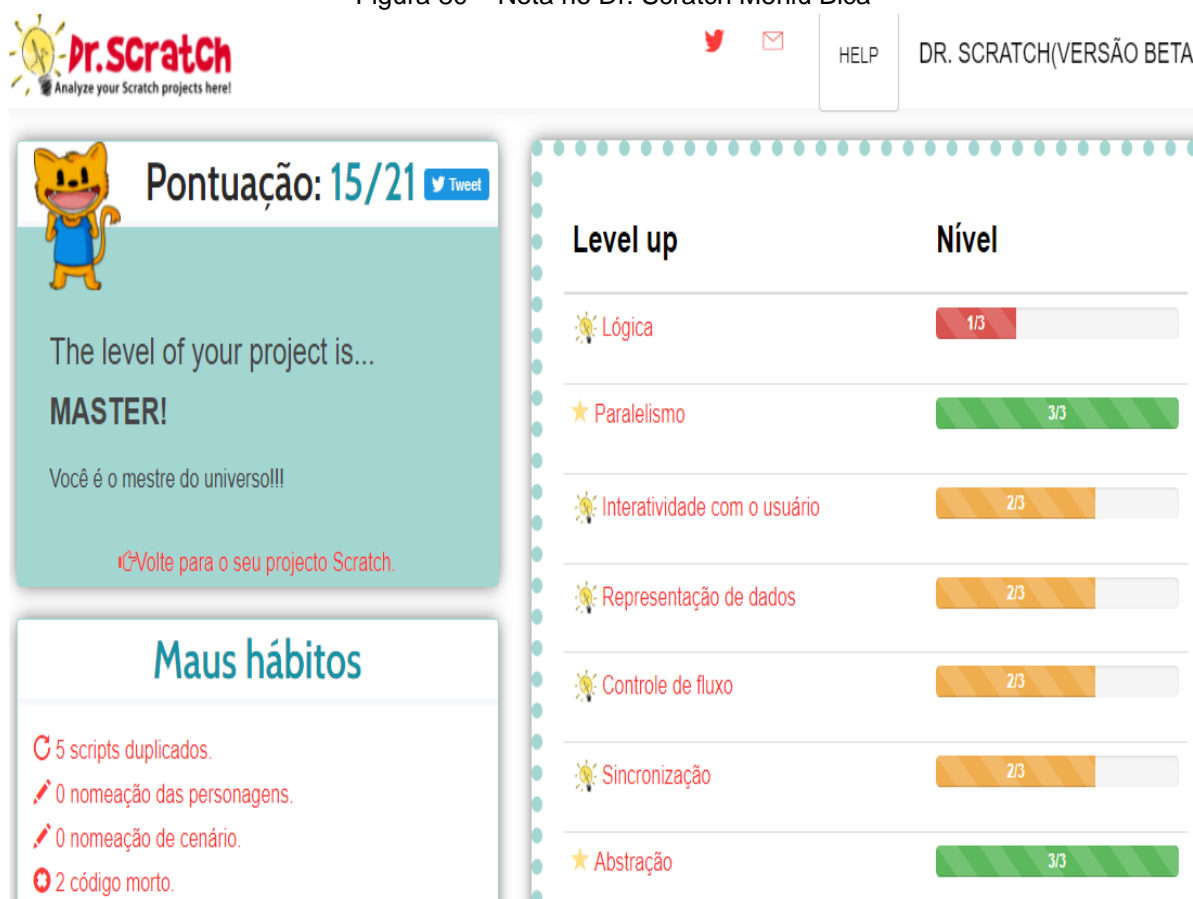 Dr.Scratch
Analyze your Scratch projects here!
HELP
DR. SCRATCH(VERSÃO BETA
Pontuação: 15/21 Tweet
The level of your project is...
MASTER!
Você é o mestre do universo!!!
Volte para o seu projecto Scratch.
Maus hábitos
5 scripts duplicados.
0 nomeação das personagens.
0 nomeação de cenário.
2 código morto.
Level up Nível
Lógica 1/3
Paralelismo 3/3
Interatividade com o usuário 2/3
Representação de dados 2/3
Controle de fluxo 2/3
Sincronização 2/3
Abstração 3/3